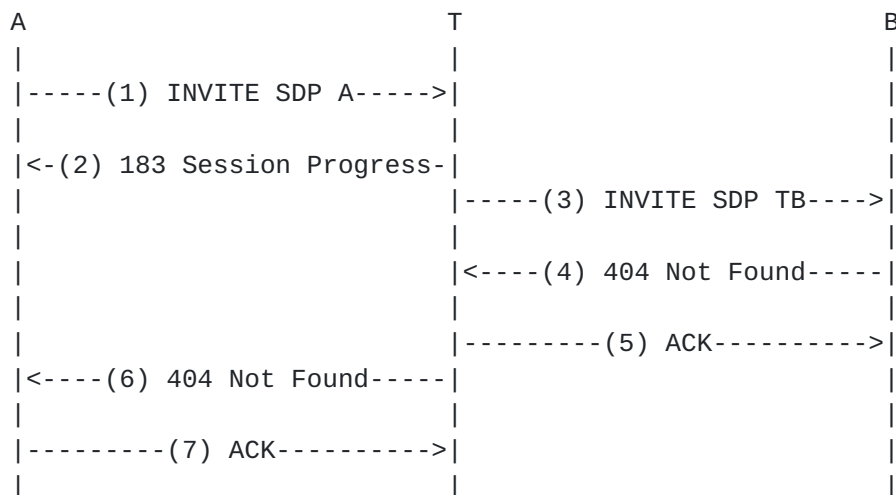 A                           T                           B
|                           |                           |
|-----(1) INVITE SDP A----->|                           |
|                           |                           |
|<-(2) 183 Session Progress-|                           |
|                           |-----(3) INVITE SDP TB---->|
|                           |                           |
|                           |<----(4) 404 Not Found-----|
|                           |                           |
|                           |---------(5) ACK---------->|
|<----(6) 404 Not Found-----|                           |
|                           |                           |
|---------(7) ACK---------->|                           |
|                           |                           |